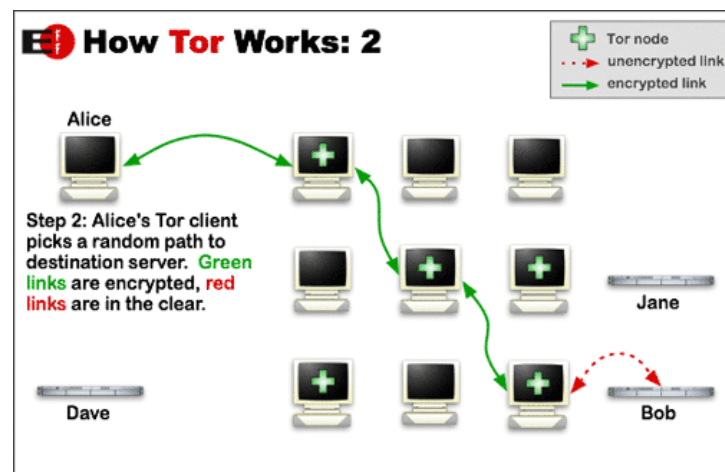 EFF How Tor Works: 2
Tor node
unencrypted link
encrypted link
Alice
Step 2: Alice's Tor client
picks a random path to
destination server. Green
links are encrypted, red
links are in the clear.
Jane
Dave
Bob